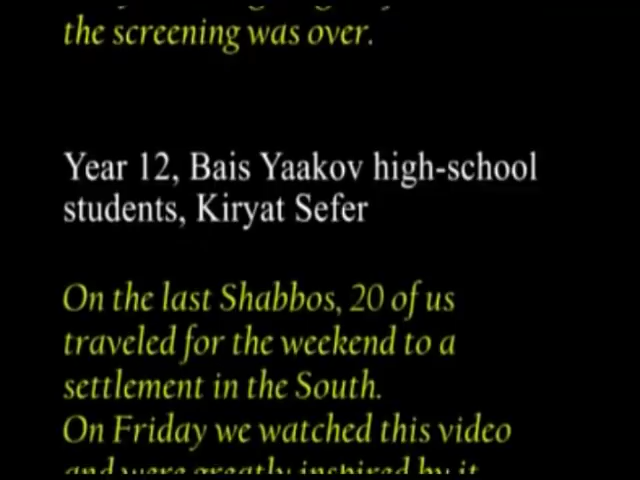 the screening was over.
Year 12, Bais Yaakov high-school
students, Kiryat Sefer
On the last Shabbos, 20 of us
traveled for the weekend to a
settlement in the South.
On Friday we watched this video
and were greatly inspired by it